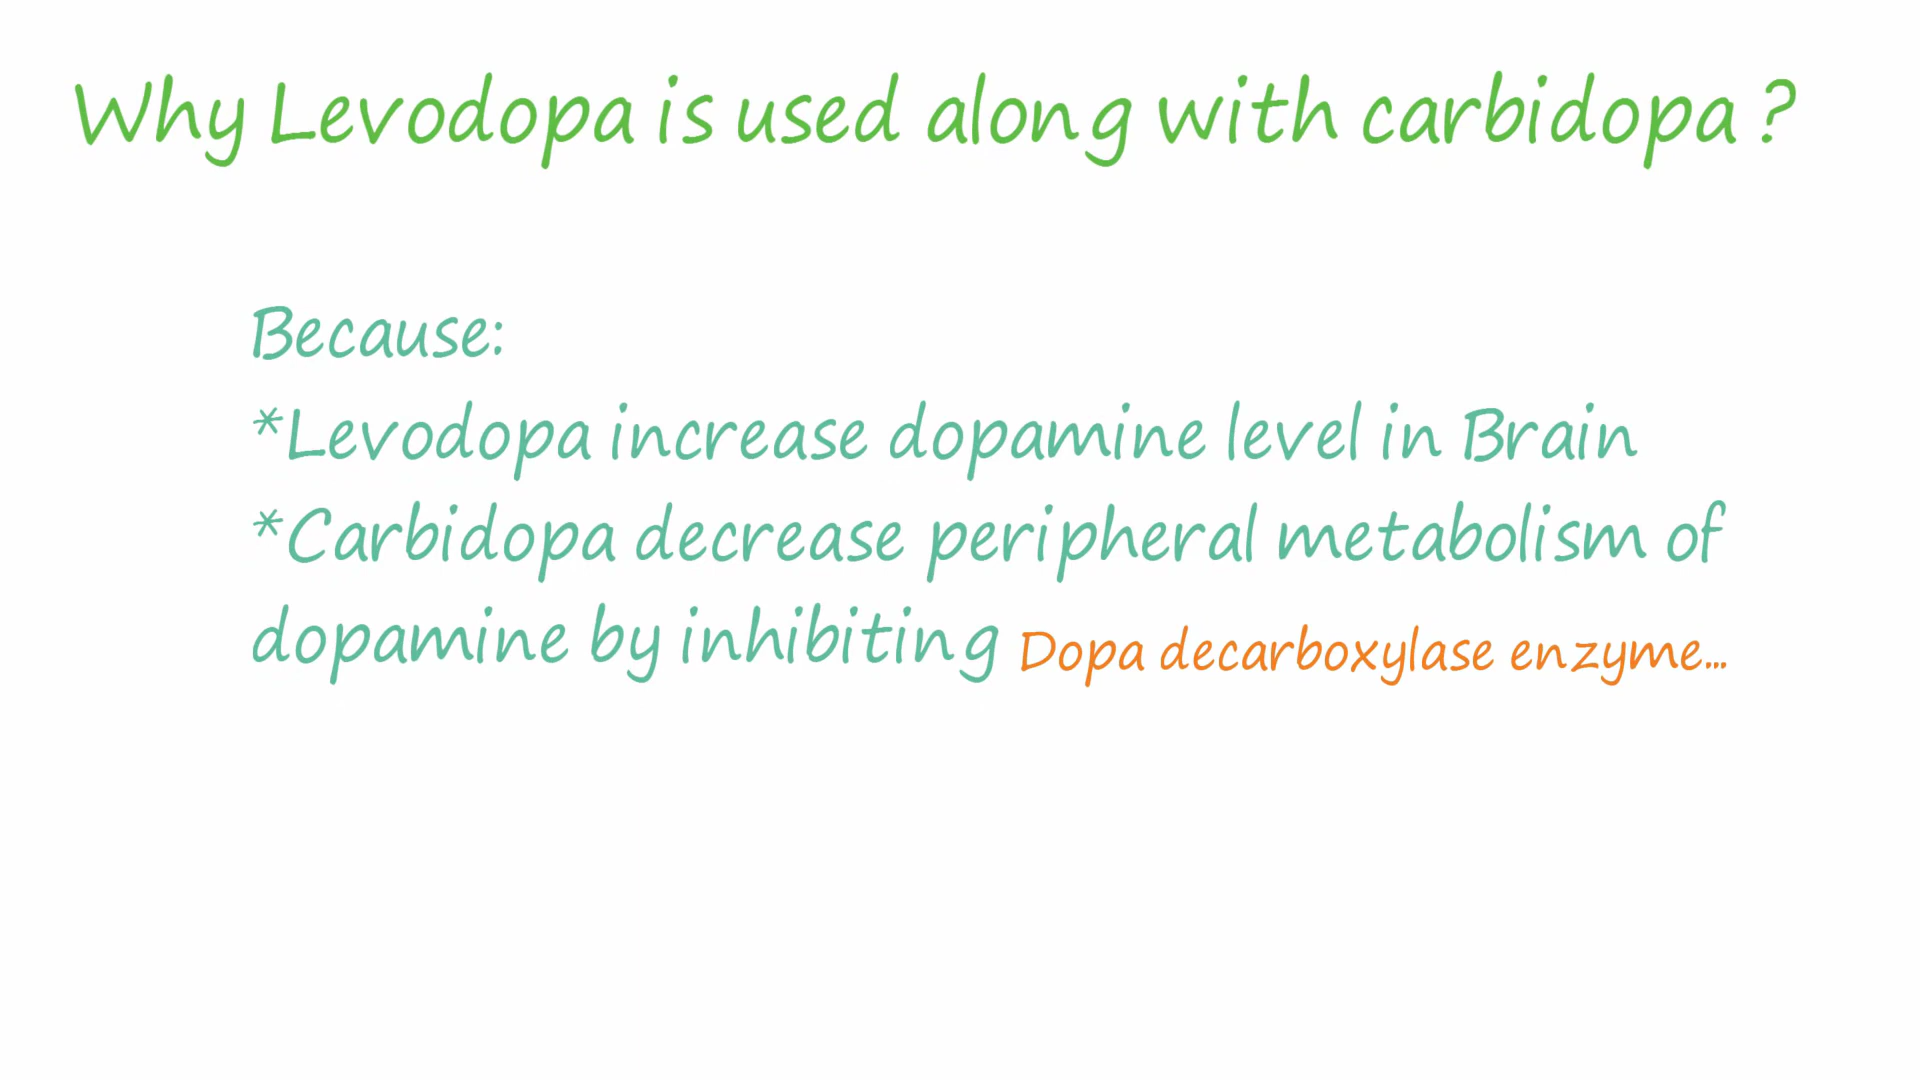 Why Levodopa is used along with carbidopa ?
Because:
*Levodopa increase dopamine level in Brain
*Carbidopa decrease peripheral metabolism of
dopamine by inhibiting Dopa decarboxylase enzyme...